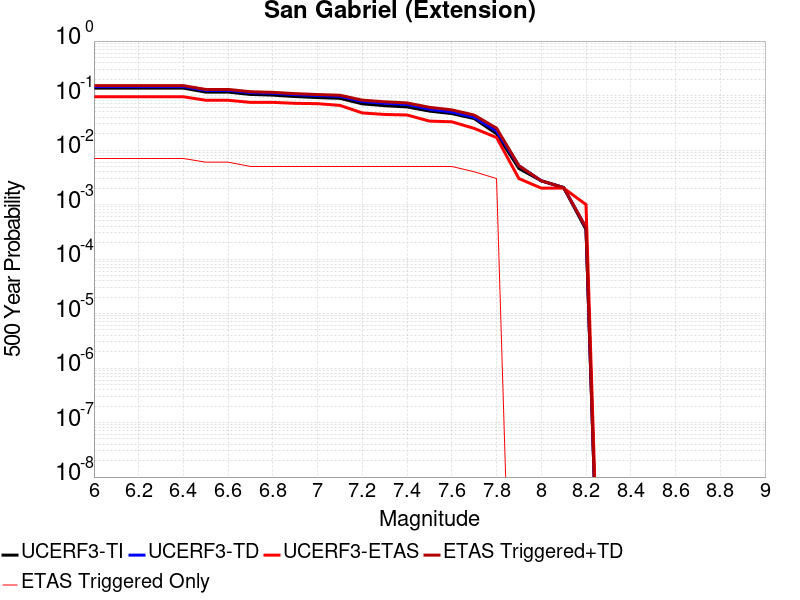 San Gabriel (Extension)
10^0
10^-1
10^-2
10^-3
10^-4
10^-5
10^-6
10^-7
10^-8
500 Year Probability
6 6.2 6.4 6.6 6.8 7 7.2 7.4 7.6 7.8 8 8.2 8.4 8.6 8.8 9
Magnitude
UCERF3-TI UCERF3-TD UCERF3-ETAS ETAS Triggered+TD
ETAS Triggered Only